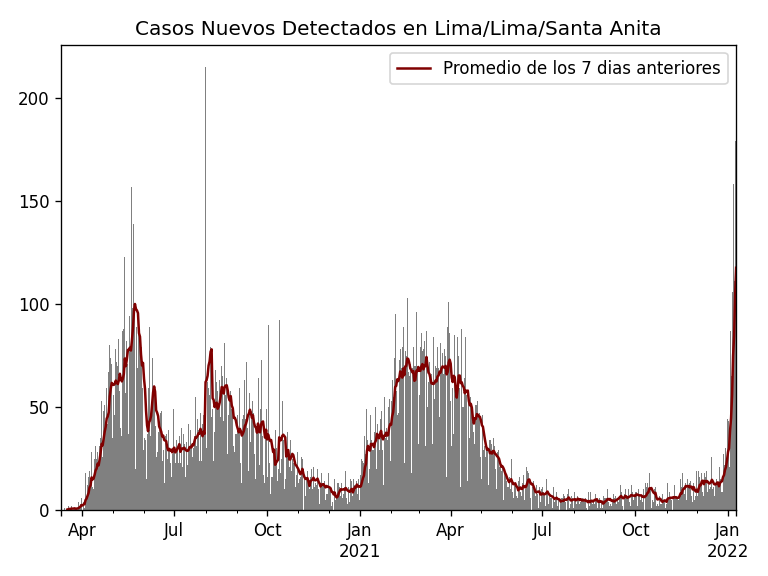 Casos Nuevos Detectados en Lima/Lima/Santa Anita
Promedio de los 7 dias anteriores
200
150
100
50
0
Apr Jul Oct Jan Apr Jul Oct Jan
2021 2022